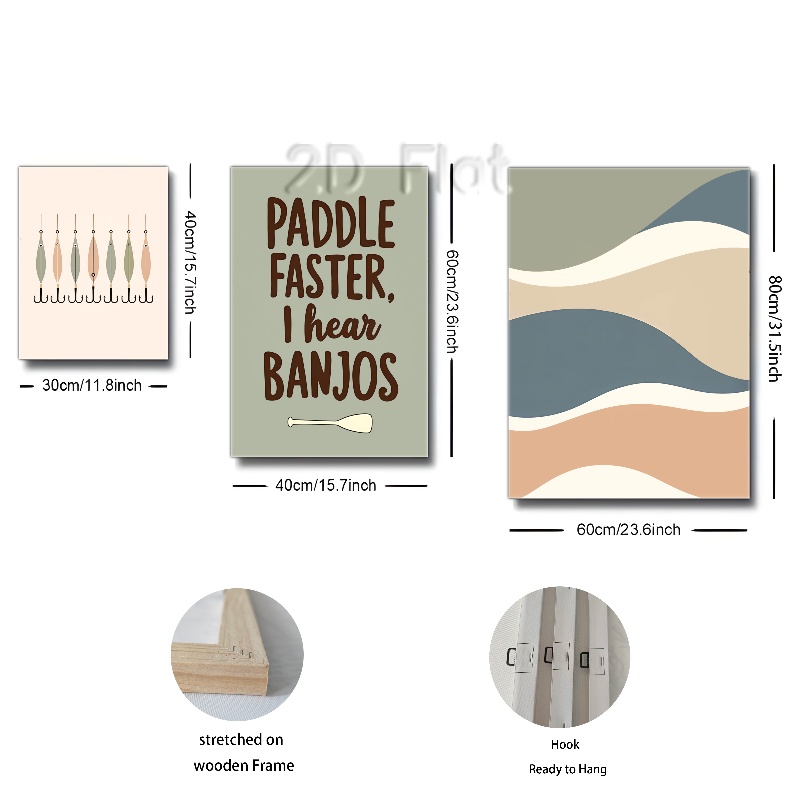 2D Flat
40cm/15.7inch
30cm/11.8inch
PADDLE
FASTER,
I hear
BANJOS
60cm/23.6inch
40cm/15.7inch
80cm/31.5inch
60cm/23.6inch
stretched on
wooden Frame
Hook
Ready to Hang